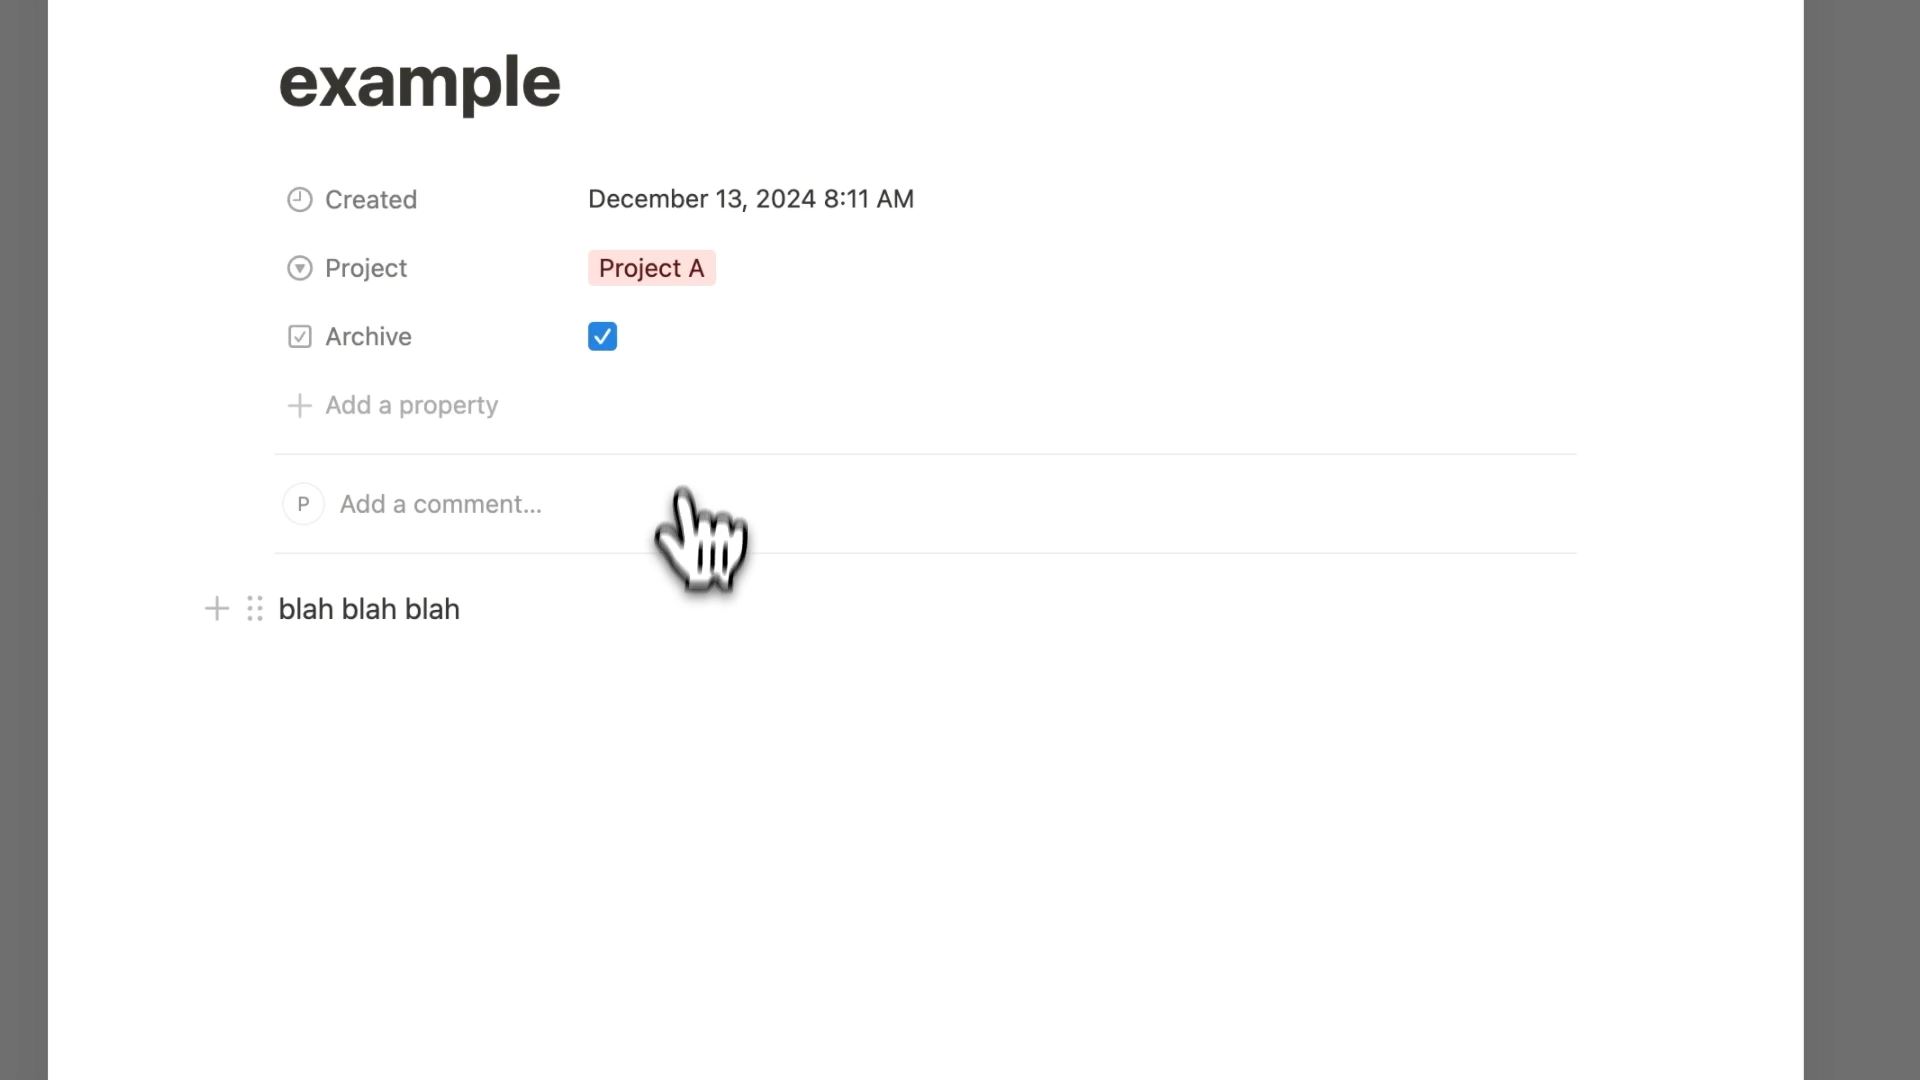 example
Created December 13, 2024 8:11 AM
Project Project A
Archive
Add a property
P Add a comment...
blah blah blah